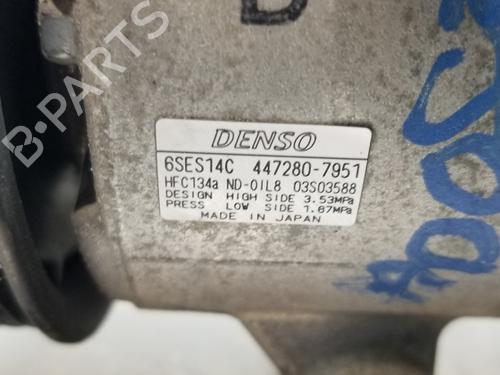 D
DENSO
6SES14C 447280-7951
HFC134a ND-OIL8 03S03588
DESIGN HIGH SIDE 3.53MPa
PRESS LOW SIDE 1.67MPa
MADE IN JAPAN
B-PARTS